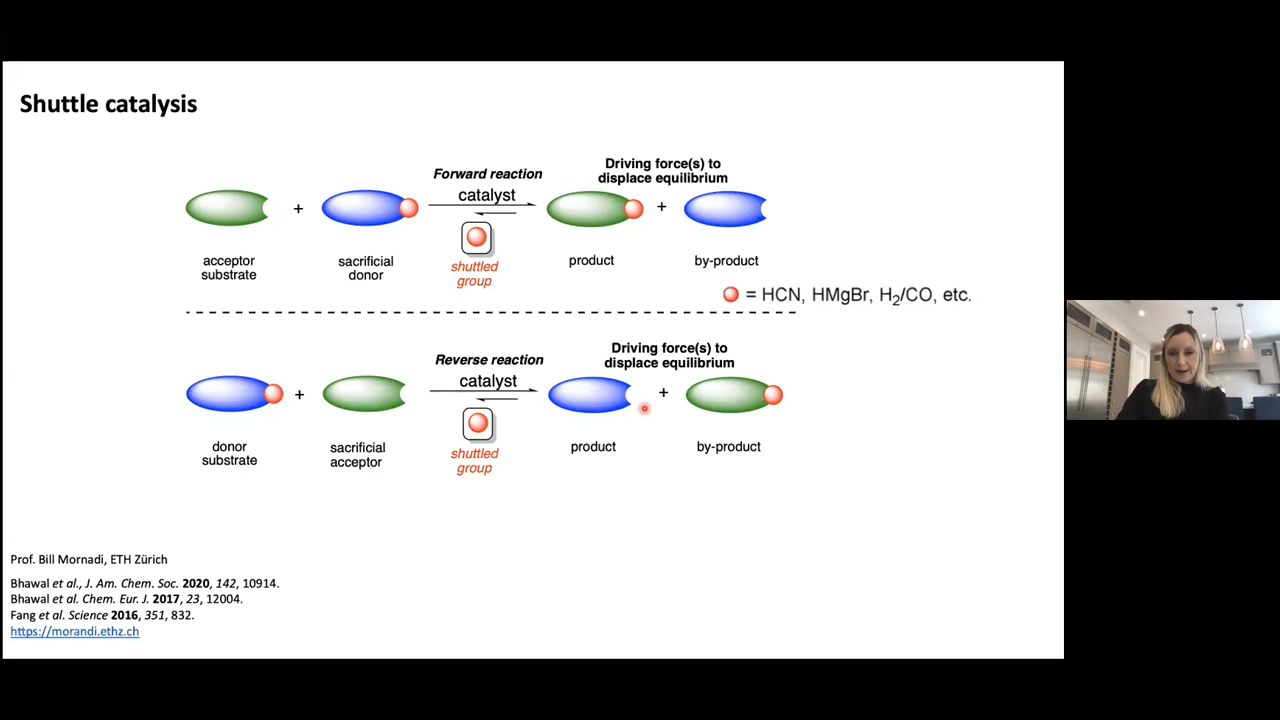 Shuttle catalysis
Forward reaction
catalyst
Driving force(s) to
displace equilibrium
+
+
shuttled
group
acceptor
substrate
sacrificial
donor
product
by-product
= HCN, HMgBr, H₂/CO, etc.
Reverse reaction
catalyst
Driving force(s) to
displace equilibrium
+
+
shuttled
group
donor
substrate
sacrificial
acceptor
product
by-product
Prof. Bill Mornadi, ETH Zürich
Bhawal et al., J. Am. Chem. Soc. 2020, 142, 10914.
Bhawal et al. Chem. Eur. J. 2017, 23, 12004.
Fang et al. Science 2016, 351, 832.
https://morandi.ethz.ch